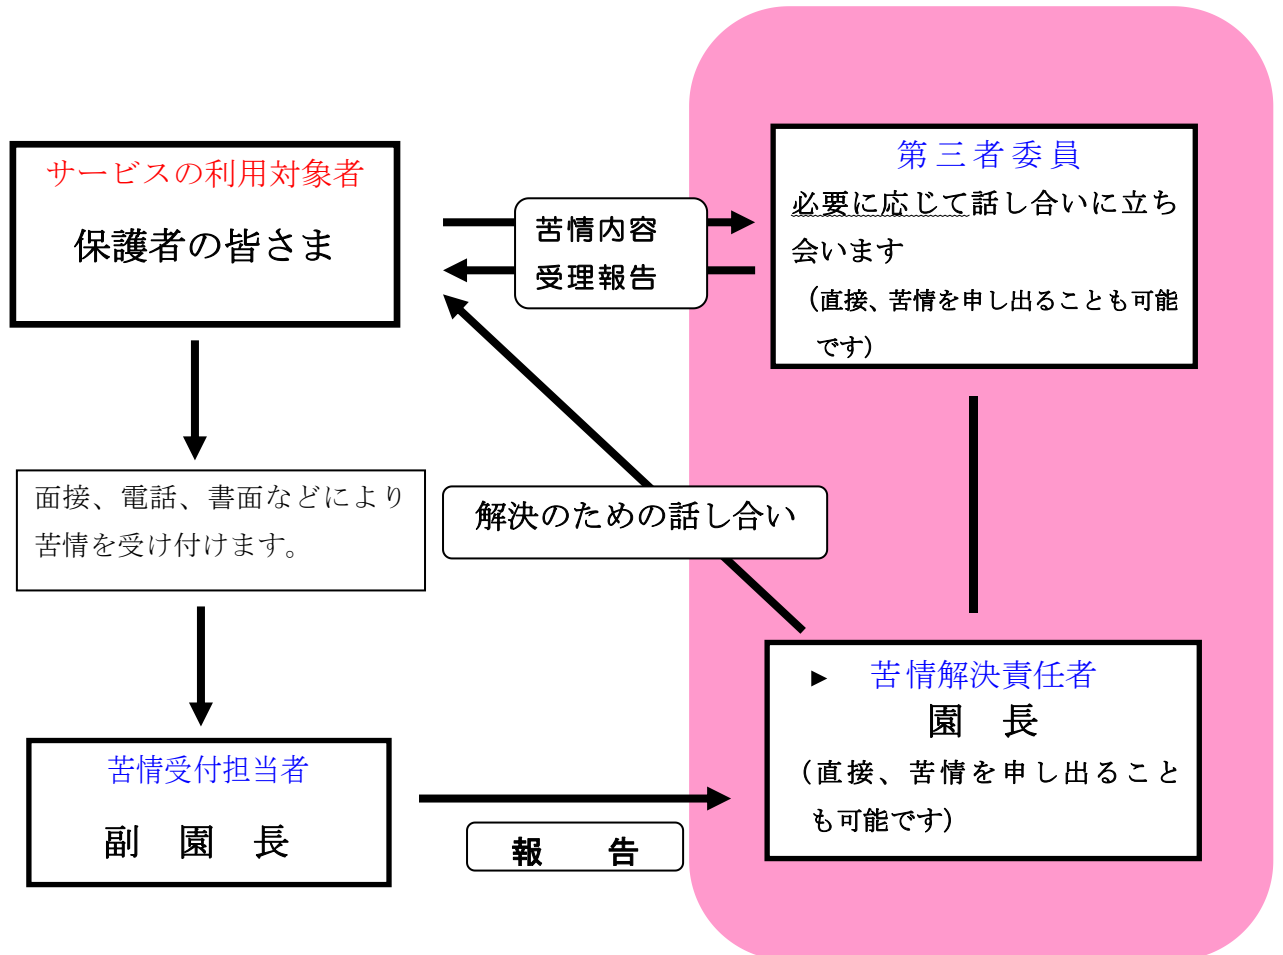 サービスの利用対象者
保護者の皆さま
苦情内容
受理報告
第三者委員
必要に応じて話し合いに立ち
会います
（直接、苦情を申し出ることも可能
です）
面接、電話、書面などにより
苦情を受け付けます。
解決のための話し合い
苦情受付担当者
副　園　長
報　告
► 苦情解決責任者
園　長
（直接、苦情を申し出ること
も可能です）